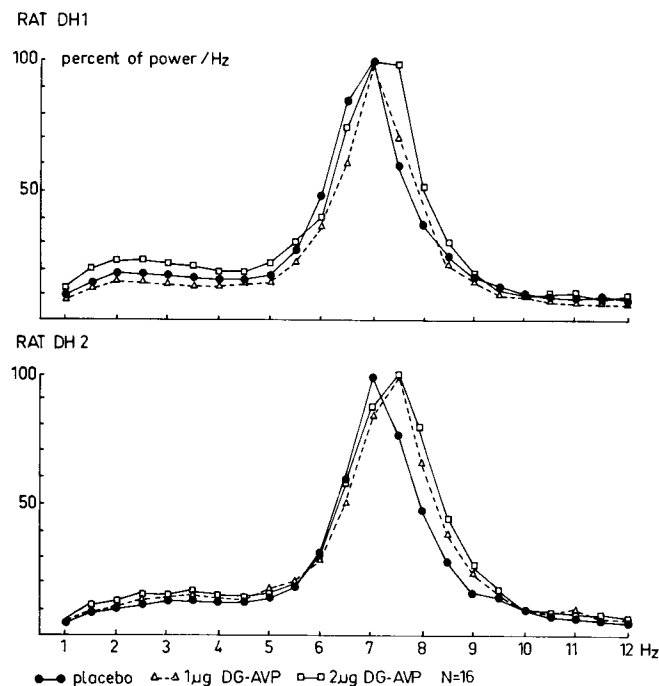 RAT DH1
percent of power/Hz
100
50
RAT DH 2
100
50
1 2 3 4 5 6 7 8 9 10 11 Hz 12
placebo 1µg DG-AVP 2µg DG-AVP N=16